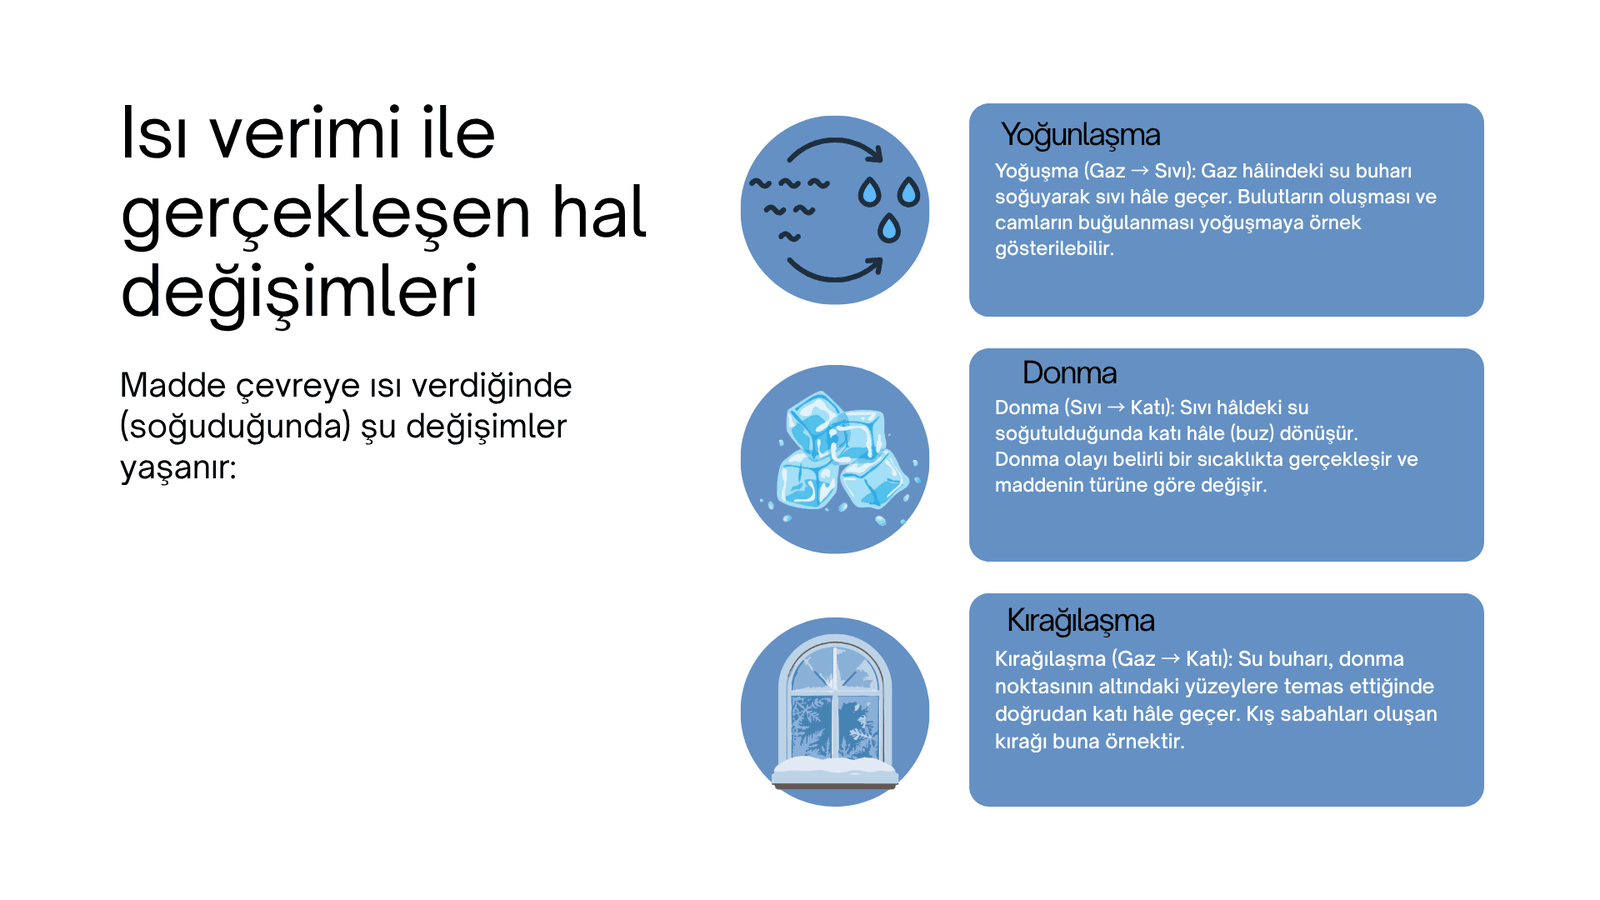 Isı verimi ile
gerçekleşen hal
değişimleri
Madde çevreye ısı verdiğinde
(soğuduğunda) şu değişimler
yaşanır:
Yoğunlaşma
Yoğuşma (Gaz → Sıvı): Gaz hâlindeki su buharı
soğuyarak sıvı hâle geçer. Bulutların oluşması ve
camların buğulanması yoğuşmaya örnek
gösterilebilir.
Donma
Donma (Sıvı → Katı): Sıvı hâldeki su
soğutulduğunda katı hâle (buz) dönüşür.
Donma olayı belirli bir sıcaklıkta gerçekleşir ve
maddenin türüne göre değişir.
Kırağılaşma
Kırağılaşma (Gaz → Katı): Su buharı, donma
noktasının altındaki yüzeylere temas ettiğinde
doğrudan katı hâle geçer. Kış sabahları oluşan
kırağı buna örnektir.